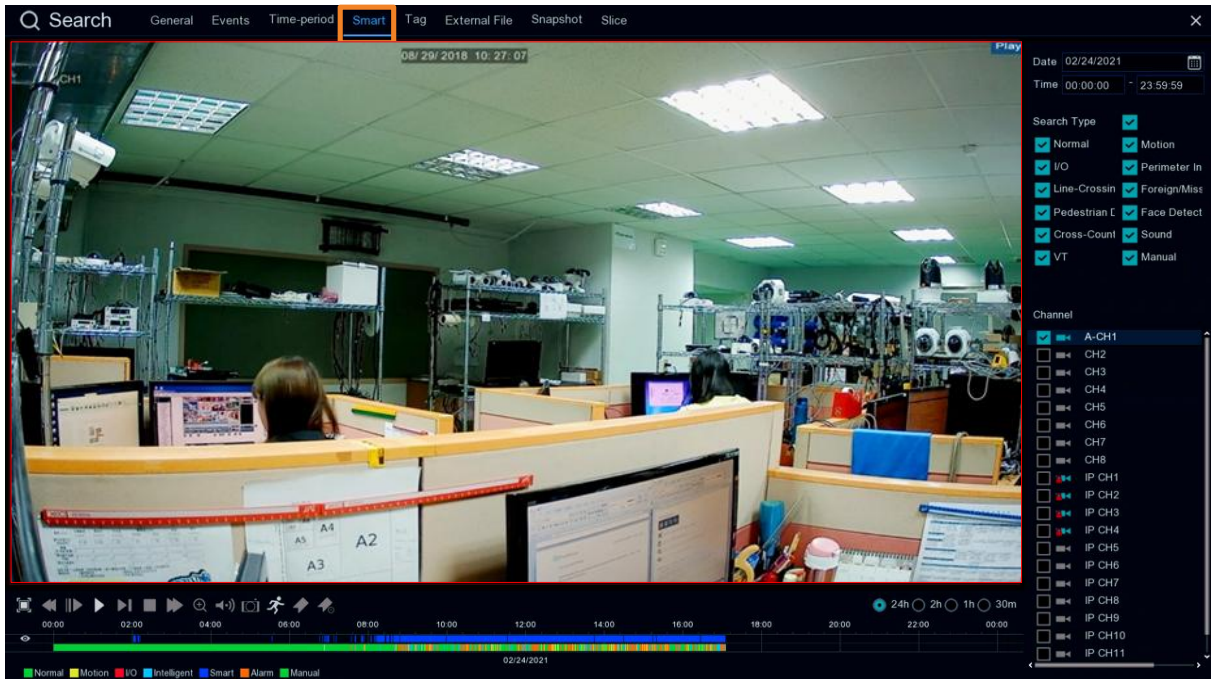 Search General Events Time-period Smart Tag External File Snapshot Slice
08/ 29/ 2018 10: 27: 07
Play
CH1
A4
A5
A2
A3
Date 02/24/2021
Time 00:00:00 - 23:59:59
Search Type
Normal Motion
I/O Perimeter In
Line-Crossin Foreign/Miss
Pedestrian D Face Detect
Cross-Count Sound
VT Manual
Channel
A-CH1
CH2
CH3
CH4
CH5
CH6
CH7
CH8
IP CH1
IP CH2
IP CH3
IP CH4
IP CH5
IP CH6
IP CH7
IP CH8
IP CH9
IP CH10
IP CH11
24h 2h 1h 30m
00:00 02:00 04:00 06:00 08:00 10:00 12:00 14:00 16:00 18:00 20:00 22:00 00:00
02/24/2021
Normal Motion I/O Intelligent Smart Alarm Manual